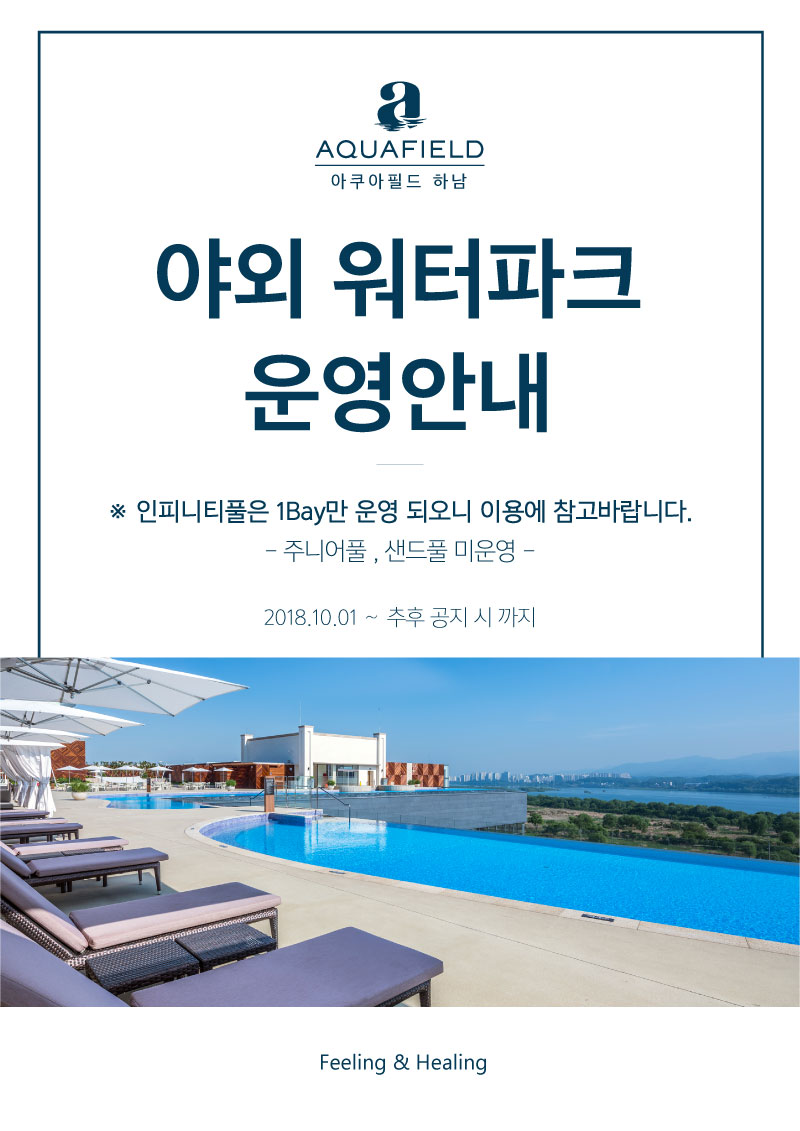 a
AQUAFIELD
아쿠아필드 하남
야외 워터파크
운영안내
※ 인피니티풀은 1Bay만 운영 되오니 이용에 참고바랍니다.
- 주니어풀 , 샌드풀 미운영 -
2018.10.01 ~ 추후 공지 시 까지
Feeling & Healing